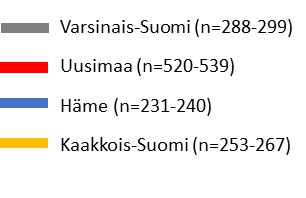 Varsinais-Suomi (n=288-299)
Uusimaa (n=520-539)
Häme (n=231-240)
Kaakkois-Suomi (n=253-267)